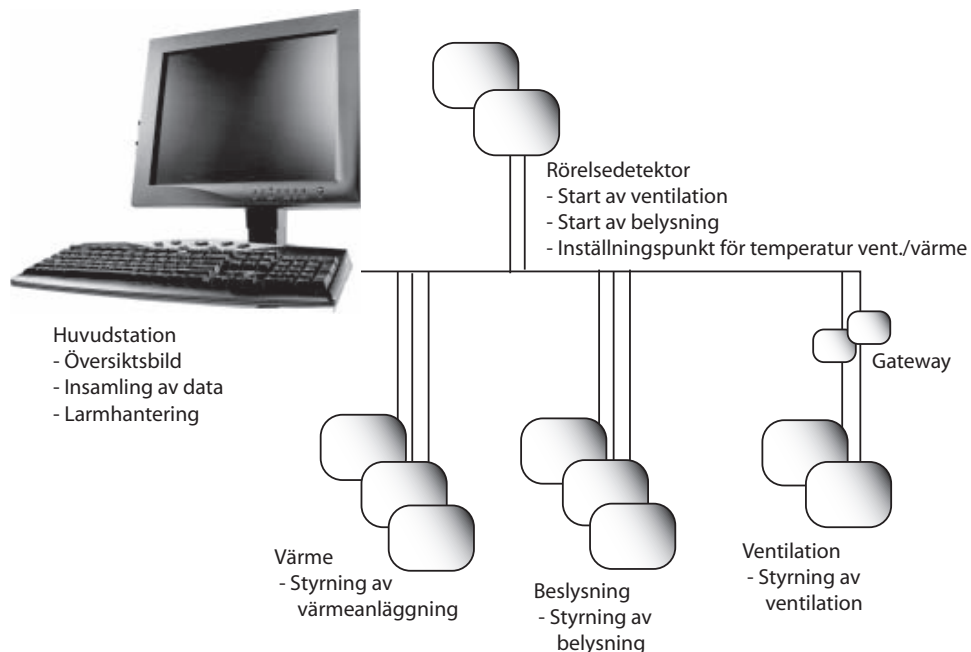 Rörelsedetektor
- Start av ventilation
- Start av belysning
- Inställningspunkt för temperatur vent./värme
Huvudstation
- Översiktsbild
- Insamling av data
- Larmhantering
Gateway
Värme
- Styrning av
värmeanläggning
Beslysning
- Styrning av
belysning
Ventilation
- Styrning av
ventilation